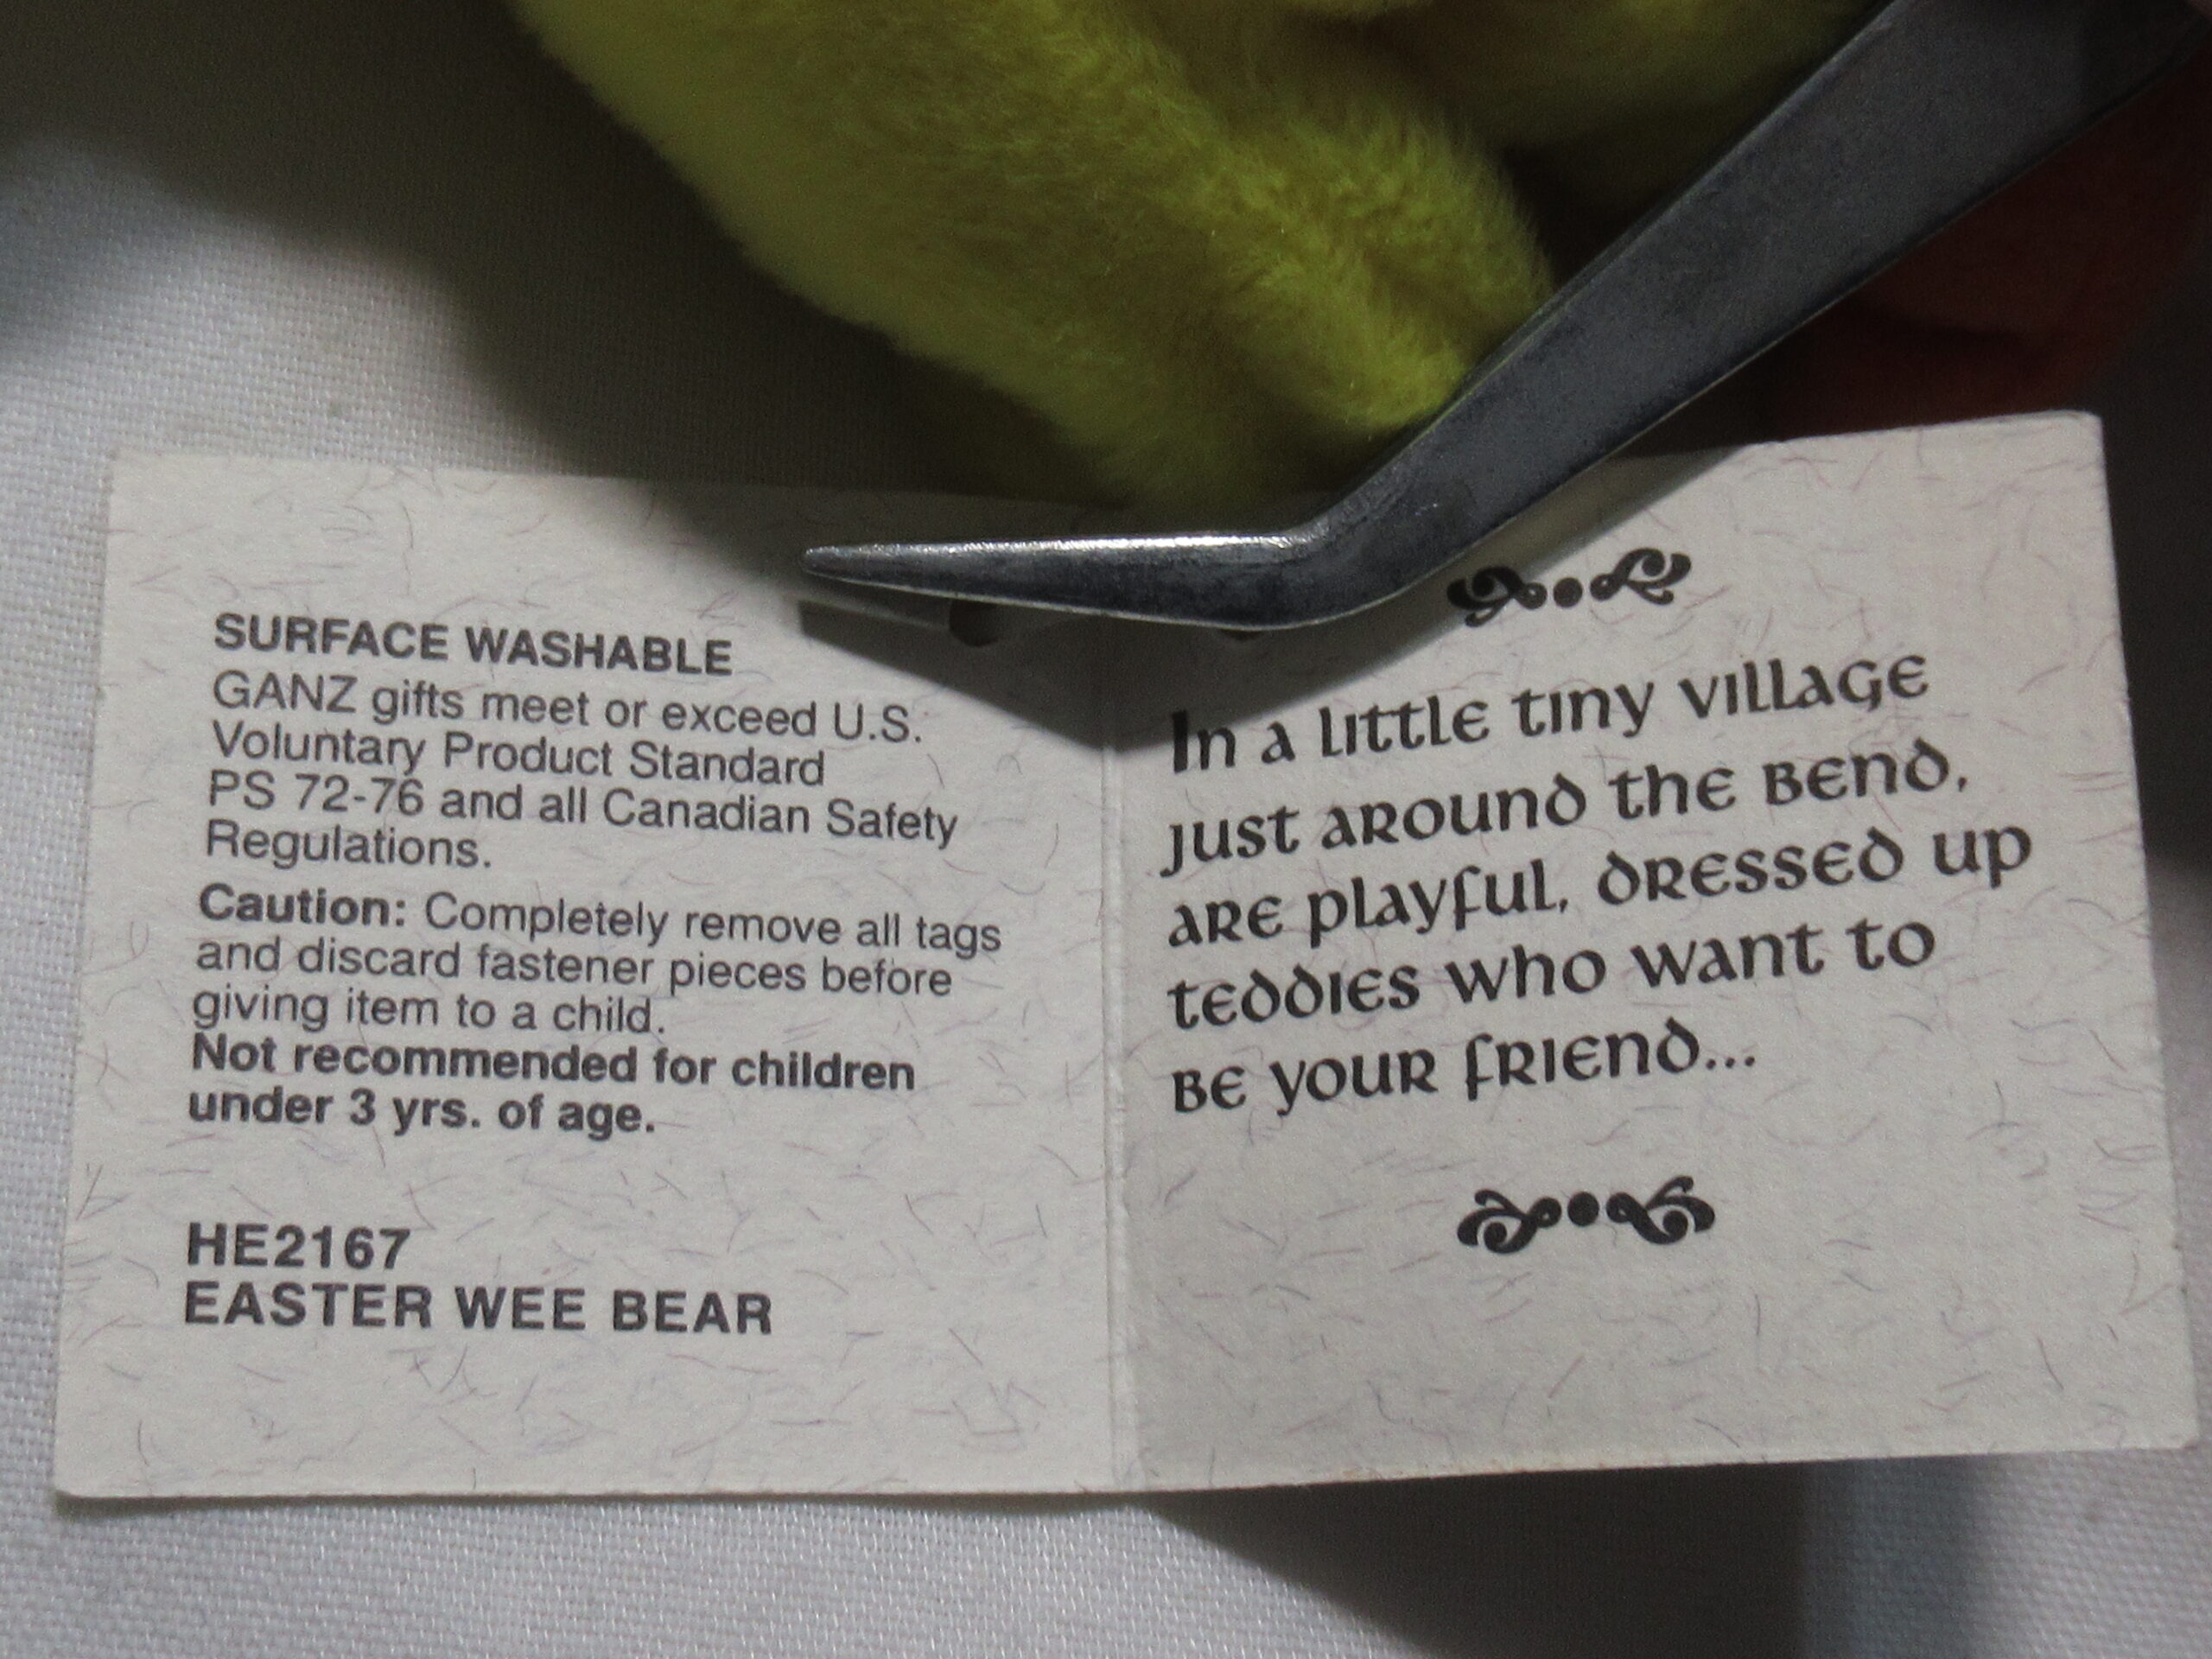 SURFACE WASHABLE
GANZ gifts meet or exceed U.S.
Voluntary Product Standard
PS 72-76 and all Canadian Safety
Regulations.
Caution: Completely remove all tags
and discard fastener pieces before
giving item to a child.
Not recommended for children
under 3 yrs. of age.
HE2167
EASTER WEE BEAR
In a little tiny village
just around the bend,
are playful, dressed up
teddies who want to
be your friend...